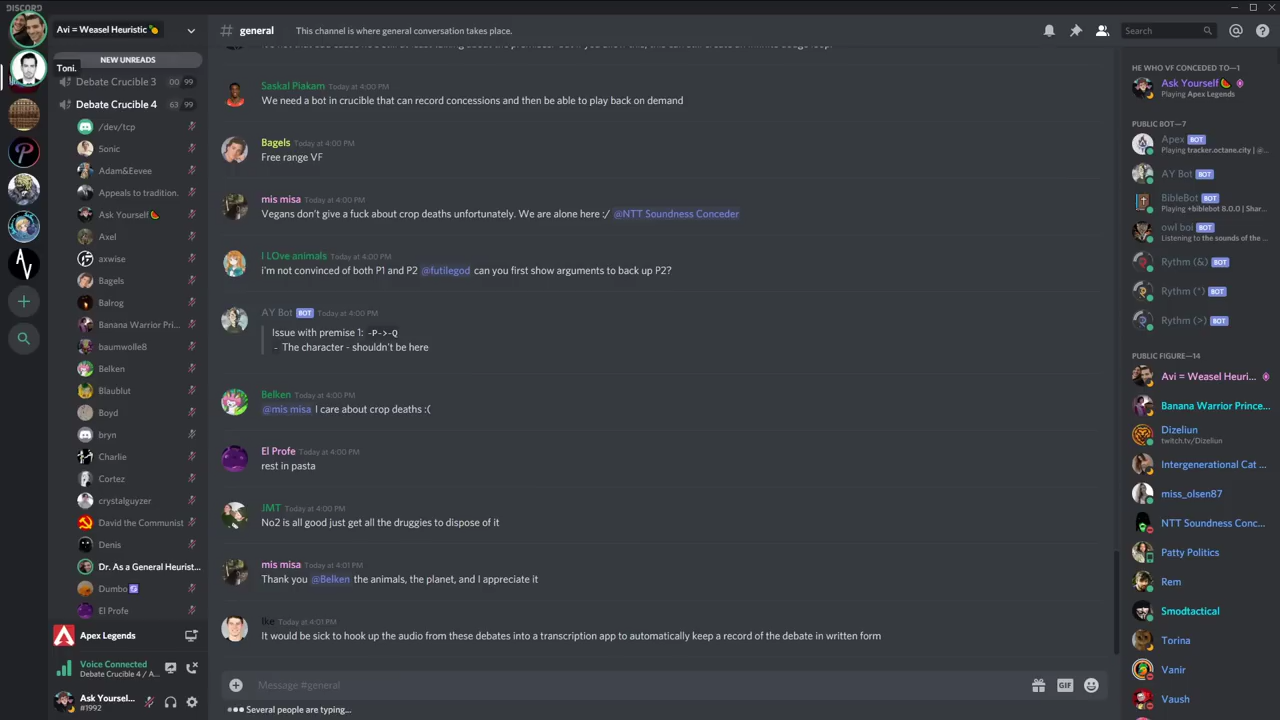 DISCORD
Avi = Weasel Heuristic 🍋
# general
This channel is where general conversation takes place.
Search
Toni.
NEW UNREADS
Debate Crucible 3 00 99
Debate Crucible 4 63 99
/dev/tcp
5onic
Adam&Eevee
Appeals to tradition.
Ask Yourself 🍉
Axel
axwise
Bagels
Balrog
Banana Warrior Pri...
baumwolle8
Belken
Blaublut
Boyd
bryn
Charlie
Cortez
crystalguyzer
David the Communist
Denis
Dr. As a General Heurist...
Dumbo
El Profe
Apex Legends
Voice Connected
Debate Crucible 4 / A...
Ask Yoursel...
#1992
Saskal Piakam Today at 4:00 PM
We need a bot in crucible that can record concessions and then be able to play back on demand
Bagels Today at 4:00 PM
Free range VF
mis misa Today at 4:00 PM
Vegans don't give a fuck about crop deaths unfortunately. We are alone here :/ @NTT Soundness Conceder
I LOve animals Today at 4:00 PM
i'm not convinced of both P1 and P2 @futilegod can you first show arguments to back up P2?
AY Bot BOT Today at 4:00 PM
Issue with premise 1: -P->-Q
- The character - shouldn't be here
Belken Today at 4:00 PM
@mis misa I care about crop deaths :(
El Profe Today at 4:00 PM
rest in pasta
JMT Today at 4:00 PM
No2 is all good just get all the druggies to dispose of it
mis misa Today at 4:01 PM
Thank you @Belken the animals, the planet, and I appreciate it
Ike Today at 4:01 PM
It would be sick to hook up the audio from these debates into a transcription app to automatically keep a record of the debate in written form
Message #general
GIF
Several people are typing...
HE WHO VF CONCEDED TO—1
Ask Yourself 🍉
Playing Apex Legends
PUBLIC BOT—7
Apex BOT
Playing tracker.octane.city | @...
AY Bot BOT
BibleBot BOT
Playing +biblebot 8.0.0 | Shar...
owl boi BOT
Listening to the sounds of the ...
Rythm (&) BOT
Rythm (*) BOT
Rythm (>) BOT
PUBLIC FIGURE—14
Avi = Weasel Heuri...
Banana Warrior Prince...
Dizeliun
twitch.tv/Dizeliun
Intergenerational Cat ...
miss_olsen87
NTT Soundness Conc...
Patty Politics
Rem
Smodtactical
Torina
Vanir
Vaush